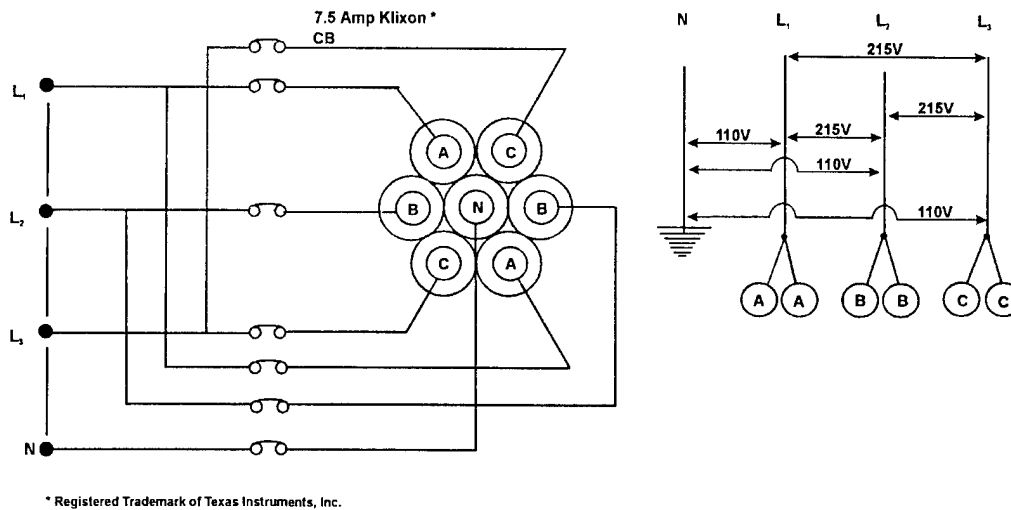 7.5 Amp Klixon *
CB
L₁
L₂
L₃
N
A
C
B
N
B
C
A
N
L₁
L₂
L₃
215V
215V
110V
215V
110V
110V
A
A
B
B
C
C
* Registered Trademark of Texas Instruments, Inc.